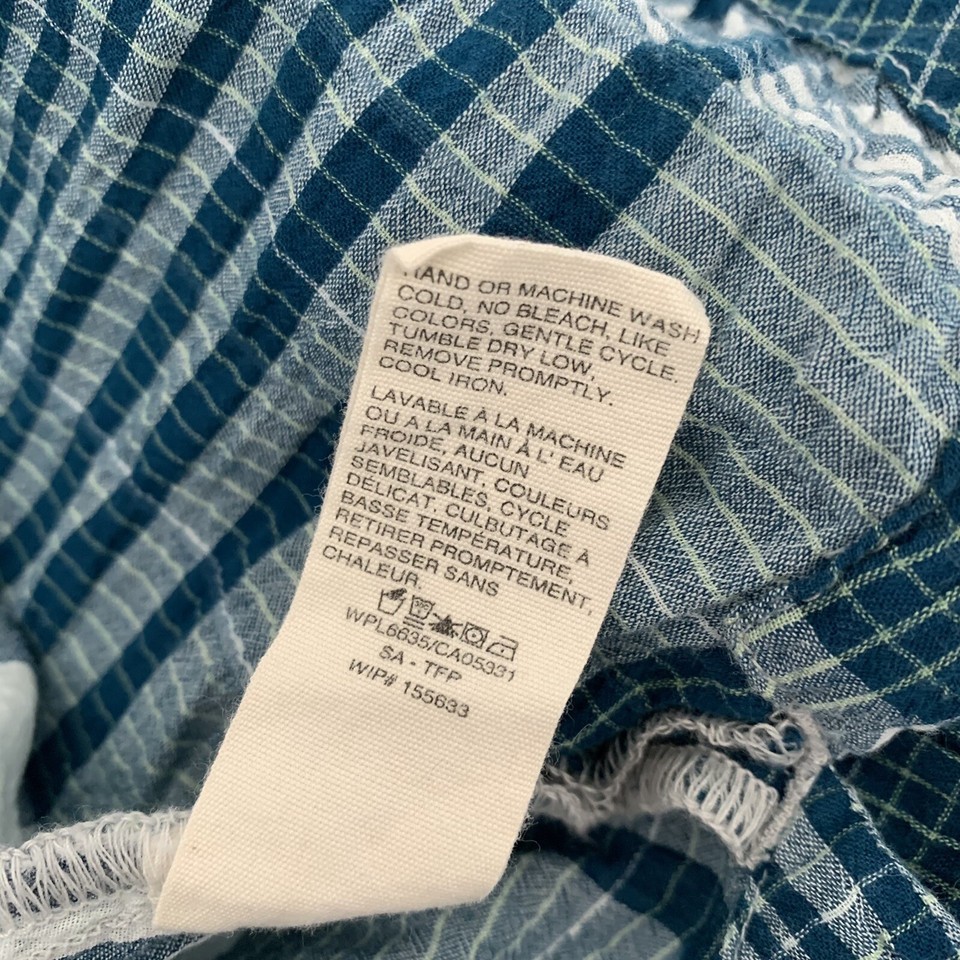 HAND OR MACHINE WASH
COLD, NO BLEACH, LIKE
COLORS, GENTLE CYCLE.
TUMBLE DRY LOW,
REMOVE PROMPTLY.
COOL IRON.
LAVABLE À LA MACHINE
OU A LA MAIN À L' EAU
FROIDE, AUCUN
JAVELISANT, COULEURS
SEMBLABLES, CYCLE
DÉLICAT, CULBUTAGE A
BASSE TEMPÉRATURE,
RETIRER PROMPTEMENT,
REPASSER SANS
CHALEUR.
WPL6635/CA05331
SA - TFP
WIP# 155633